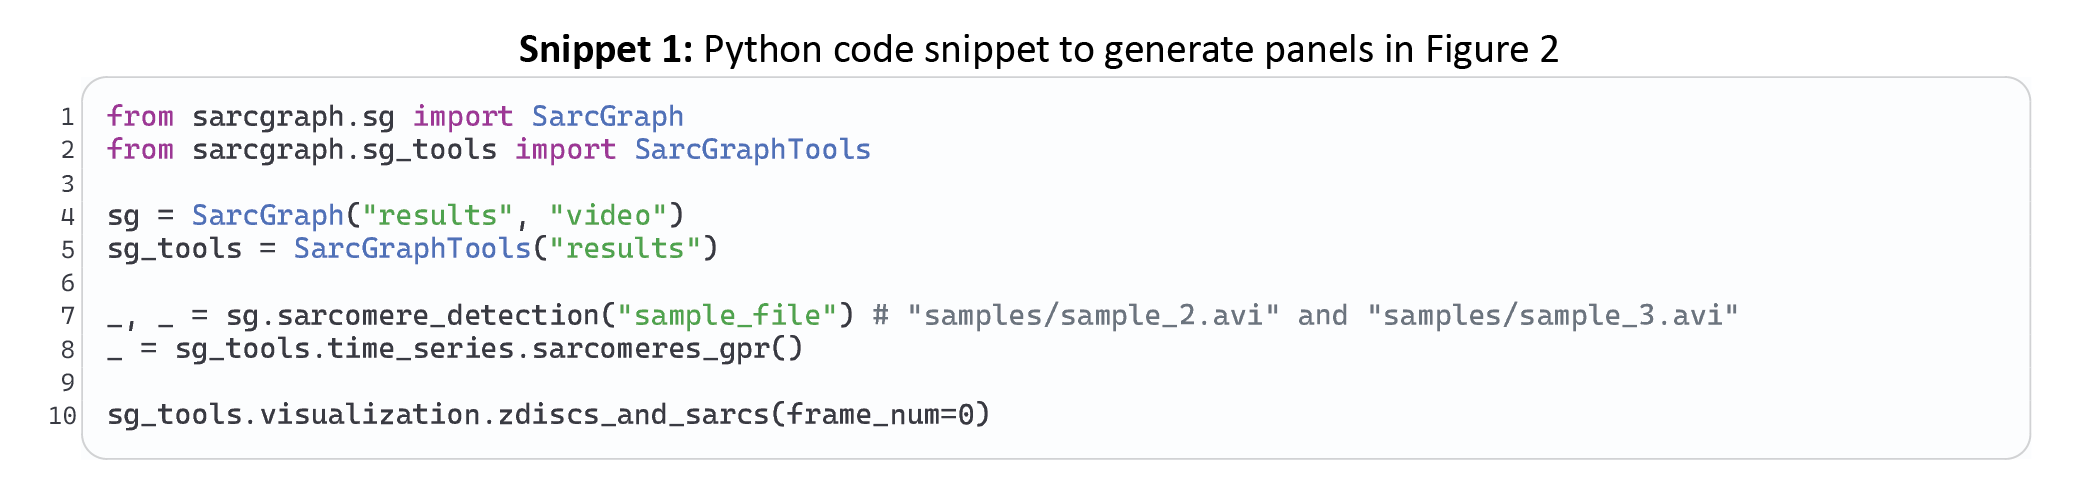 Snippet 1: Python code snippet to generate panels in Figure 2
1 from sarcgraph.sg import SarcGraph
2 from sarcgraph.sg_tools import SarcGraphTools
3
4 sg = SarcGraph("results", "video")
5 sg_tools = SarcGraphTools("results")
6
7 _, _ = sg.sarcomere_detection("sample_file") # "samples/sample_2.avi" and "samples/sample_3.avi"
8 _ = sg_tools.time_series.sarcomeres_gpr()
9
10 sg_tools.visualization.zdiscs_and_sarcs(frame_num=0)